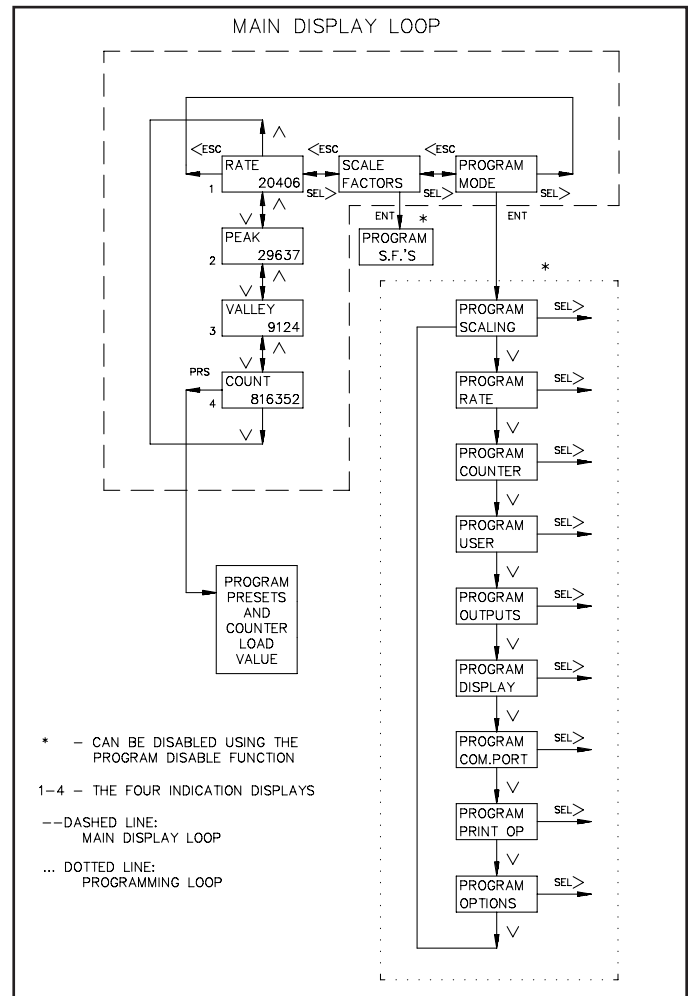 MAIN DISPLAY LOOP
∧
<ESC
<ESC
<ESC
RATE
20406
1
SEL>
SCALE
FACTORS
SEL>
PROGRAM
MODE
SEL>
∨
∧
ENT
*
ENT
PEAK
29637
2
PROGRAM
S.F.'S
∨
∧
*
VALLEY
9124
3
∨
∧
PRS
COUNT
816352
4
∨
PROGRAM
PRESETS
AND
COUNTER
LOAD
VALUE
PROGRAM
SCALING
SEL>
∨
PROGRAM
RATE
SEL>
∨
PROGRAM
COUNTER
SEL>
∨
PROGRAM
USER
SEL>
∨
PROGRAM
OUTPUTS
SEL>
∨
PROGRAM
DISPLAY
SEL>
∨
PROGRAM
COM.PORT
SEL>
∨
PROGRAM
PRINT OP
SEL>
∨
PROGRAM
OPTIONS
SEL>
∨
* – CAN BE DISABLED USING THE
PROGRAM DISABLE FUNCTION
1–4 – THE FOUR INDICATION DISPLAYS
––DASHED LINE:
MAIN DISPLAY LOOP
... DOTTED LINE:
PROGRAMMING LOOP